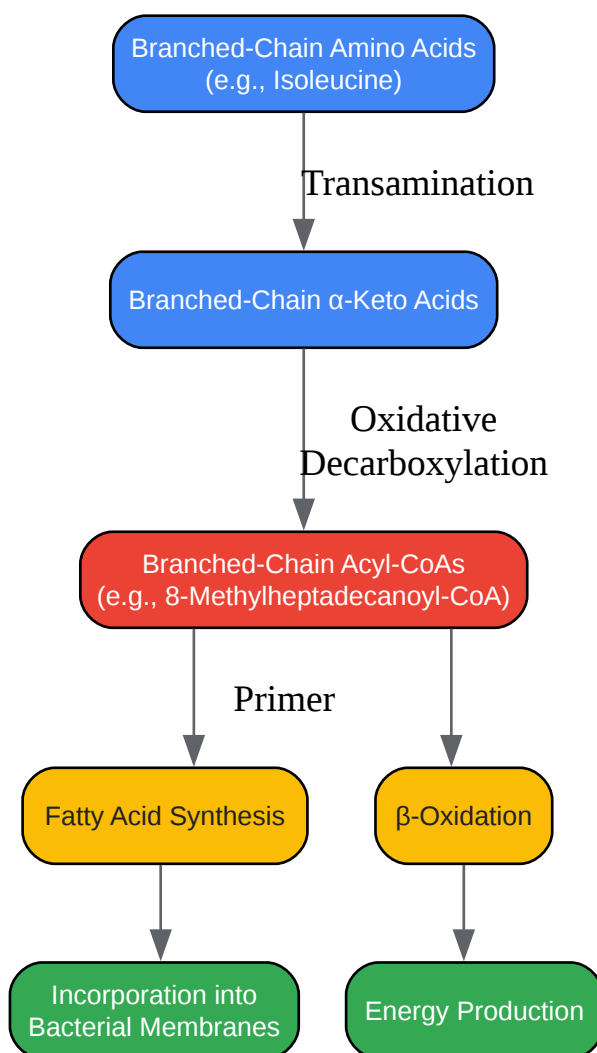 Branched-Chain Amino Acids
(e.g., Isoleucine)
Transamination
Branched-Chain α-Keto Acids
Oxidative
Decarboxylation
Branched-Chain Acyl-CoAs
(e.g., 8-Methylheptadecanoyl-CoA)
Primer
Fatty Acid Synthesis
β-Oxidation
Incorporation into
Bacterial Membranes
Energy Production